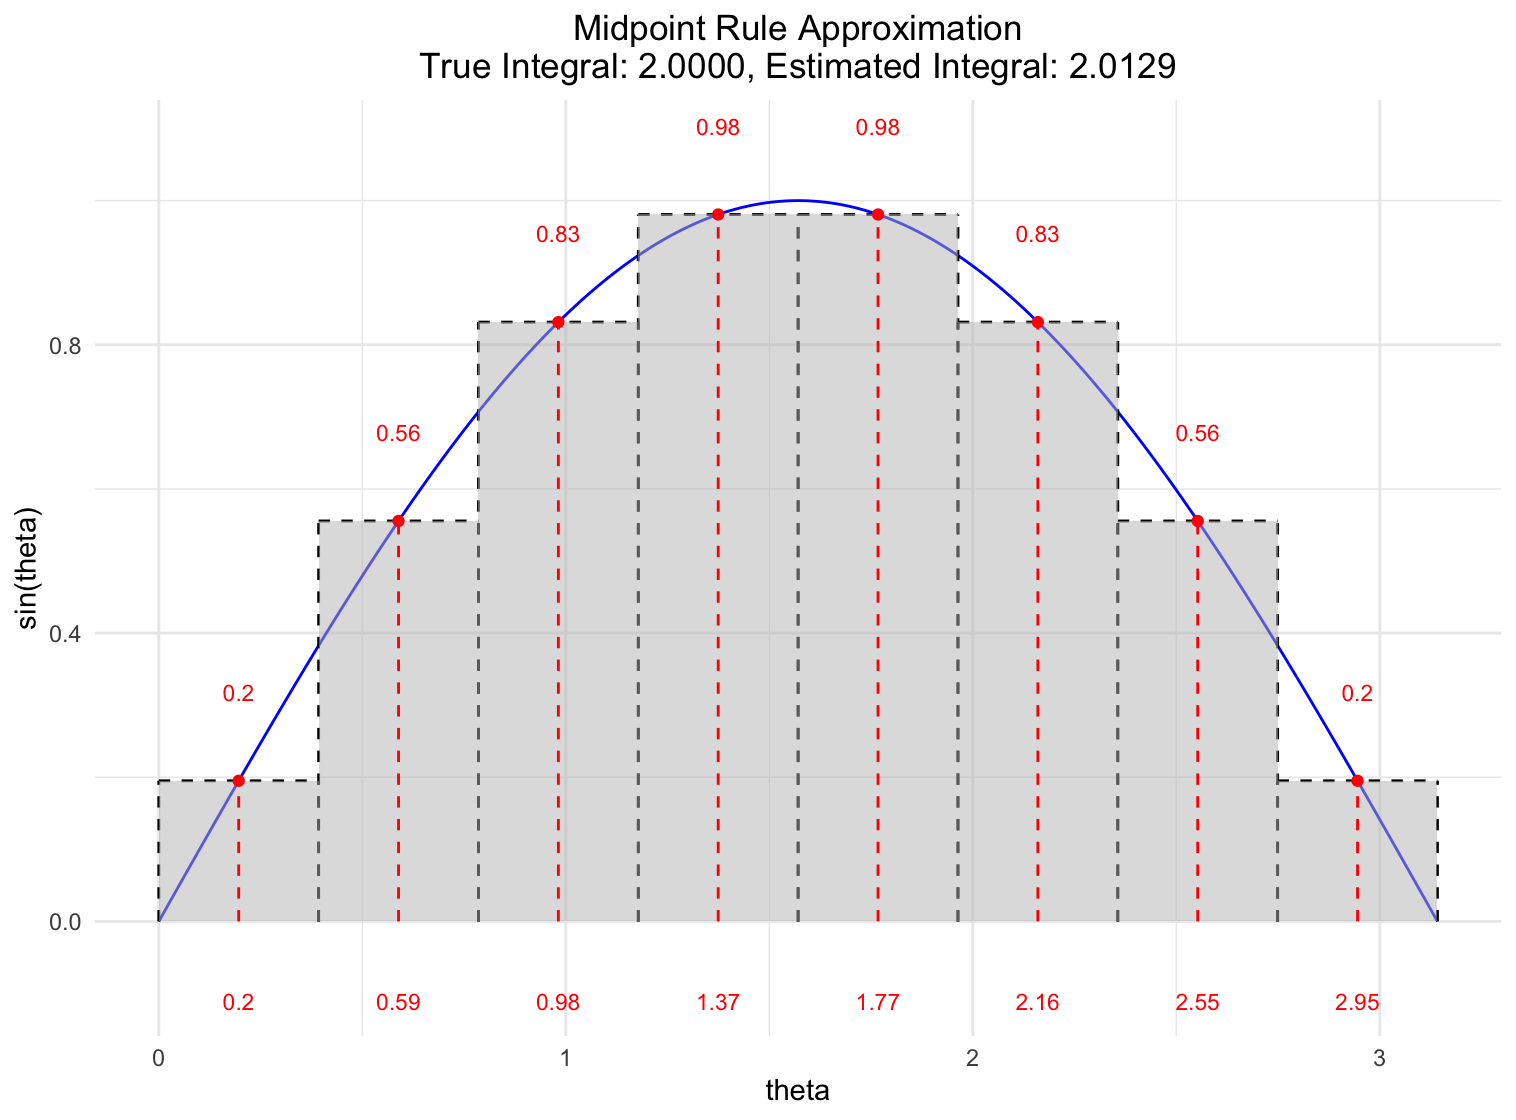 Midpoint Rule Approximation
True Integral: 2.0000, Estimated Integral: 2.0129
0.98 0.98
0.83 0.83
0.8
0.56 0.56
sin(theta)
0.4
0.2 0.2
0.0
0.2 0.59 0.98 1.37 1.77 2.16 2.55 2.95
0 1 2 3
theta